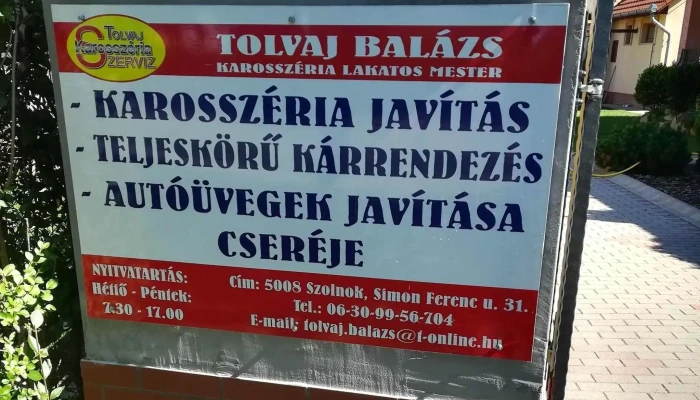 TOLVAJ
Karosszéria
SZERVIZ
TOLVAJ BALÁZS
KAROSSZÉRIA LAKATOS MESTER
- KAROSSZÉRIA JAVÍTÁS
- TELJESKÖRŰ KÁRRENDEZÉS
- AUTÓÜVEGEK JAVÍTÁSA
CSERÉJE
NYITVATARTÁS:
Hétfő - Péntek:
7.30 - 17.00
Cím: 5008 Szolnok, Simon Ferenc u. 31.
Tel.: 06-30-99-56-704
E-mail: tolvaj.balazs@t-online.hu